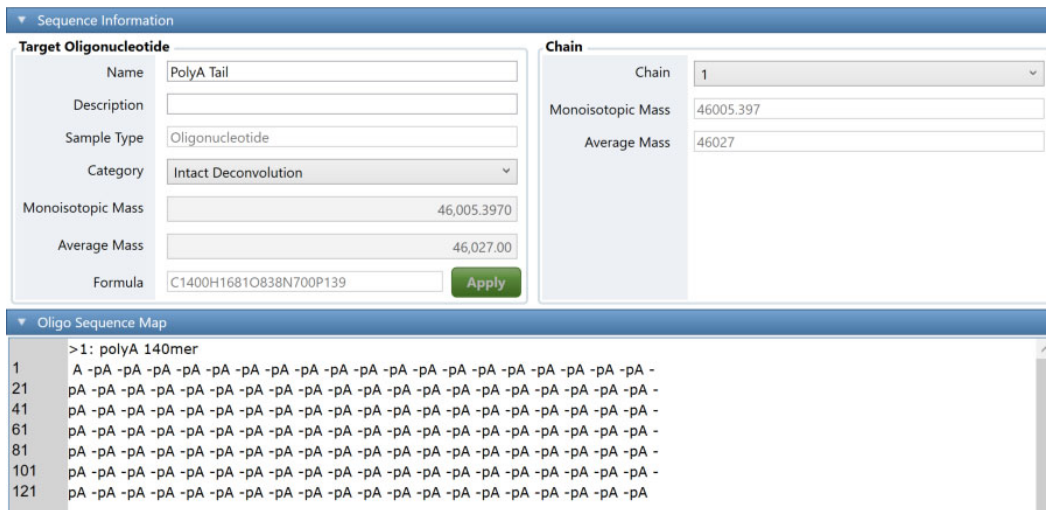 Sequence Information
Target Oligonucleotide
Name PolyA Tail
Description
Sample Type Oligonucleotide
Category Intact Deconvolution
Monoisotopic Mass 46,005.3970
Average Mass 46,027.00
Formula C1400H1681O838N700P139 Apply
Chain
Chain 1
Monoisotopic Mass 46005.397
Average Mass 46027
Oligo Sequence Map
>1: polyA 140mer
1 A -pA -pA -pA -pA -pA -pA -pA -pA -pA -pA -pA -pA -pA -pA -pA -pA -pA -pA -pA -
21 pA -pA -pA -pA -pA -pA -pA -pA -pA -pA -pA -pA -pA -pA -pA -pA -pA -pA -pA -pA -
41 pA -pA -pA -pA -pA -pA -pA -pA -pA -pA -pA -pA -pA -pA -pA -pA -pA -pA -pA -pA -
61 pA -pA -pA -pA -pA -pA -pA -pA -pA -pA -pA -pA -pA -pA -pA -pA -pA -pA -pA -pA -
81 pA -pA -pA -pA -pA -pA -pA -pA -pA -pA -pA -pA -pA -pA -pA -pA -pA -pA -pA -pA -
101 pA -pA -pA -pA -pA -pA -pA -pA -pA -pA -pA -pA -pA -pA -pA -pA -pA -pA -pA -pA -
121 pA -pA -pA -pA -pA -pA -pA -pA -pA -pA -pA -pA -pA -pA -pA -pA -pA -pA -pA -pA